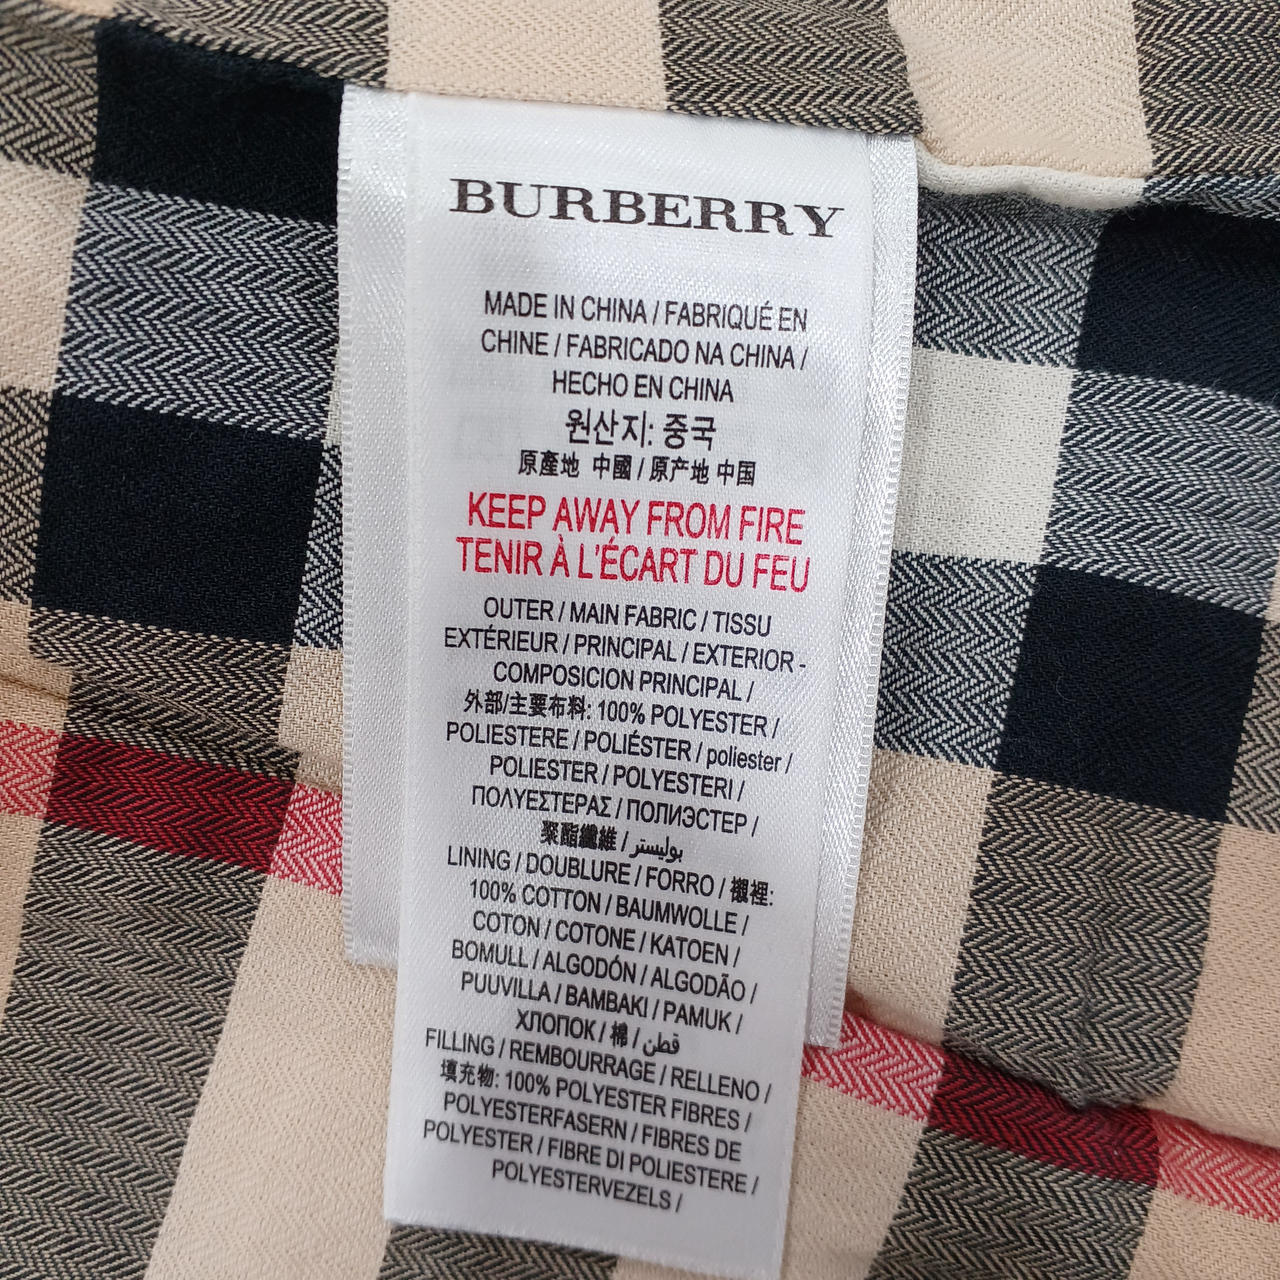 BURBERRY
MADE IN CHINA / FABRIQUÉ EN
CHINE / FABRICADO NA CHINA /
HECHO EN CHINA
원산지: 중국
原產地 中國 / 原产地 中国
KEEP AWAY FROM FIRE
TENIR À L'ÉCART DU FEU
OUTER / MAIN FABRIC / TISSU
EXTÉRIEUR / PRINCIPAL / EXTERIOR -
COMPOSICION PRINCIPAL /
外部/主要布料: 100% POLYESTER /
POLIESTERE / POLIÉSTER / poliester /
POLIESTER / POLYESTERI /
ΠΟΛΥΕΣΤΕΡΑΣ / ПОЛИЭСТЕР /
聚酯纖維 / بوليستر
LINING / DOUBLURE / FORRO / 襯裡:
100% COTTON / BAUMWOLLE /
COTON / COTONE / KATOEN /
BOMULL / ALGODÓN / ALGODÃO /
PUUVILLA / BAMBAKI / PAMUK /
ХЛОПОК / 棉 / قطن
FILLING / REMBOURRAGE / RELLENO /
填充物: 100% POLYESTER FIBRES /
POLYESTERFASERN / FIBRES DE
POLYESTER / FIBRE DI POLIESTERE /
POLYESTERVEZELS /